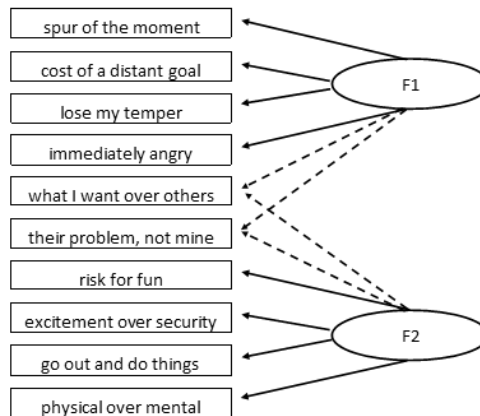 spur of the moment
cost of a distant goal
lose my temper
immediately angry
what I want over others
their problem, not mine
risk for fun
excitement over security
go out and do things
physical over mental
F1
F2